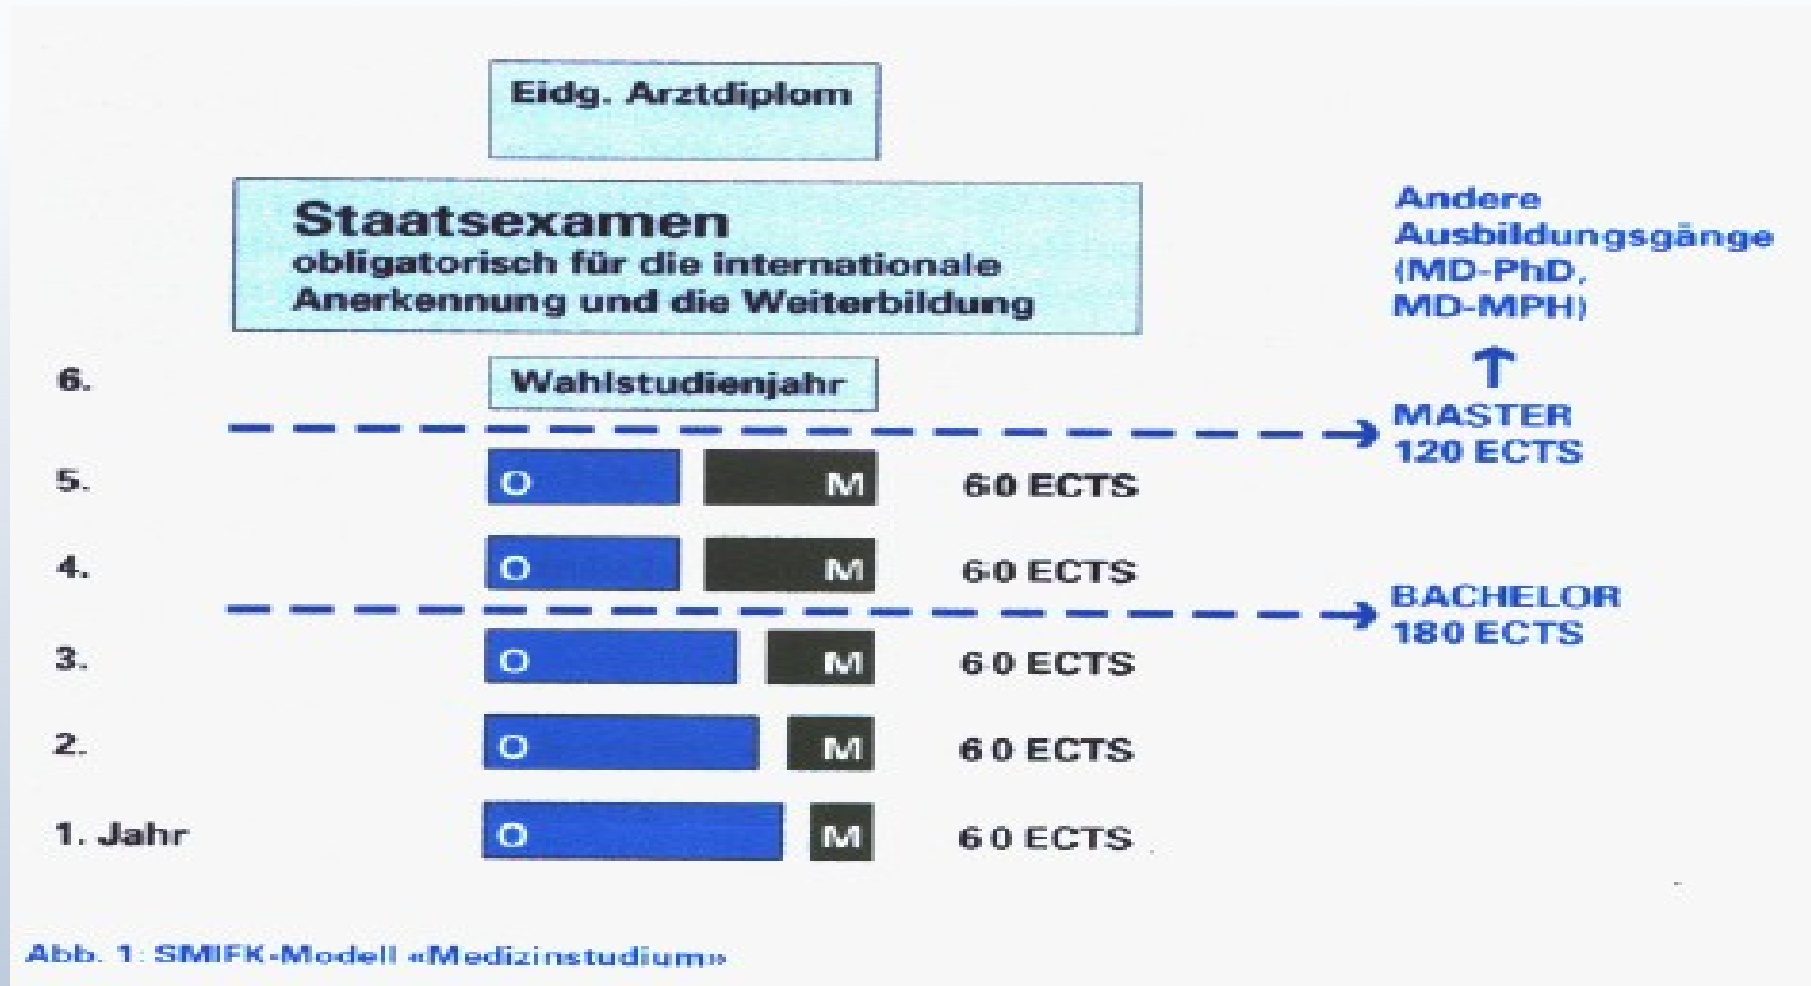 Eidg. Arztdiplom
Staatsexamen
obligatorisch für die internationale
Anerkennung und die Weiterbildung
Andere
Ausbildungsgänge
(MD-PhD,
MD-MPH)
6.
Wahlstudienjahr
MASTER
120 ECTS
5. O M 60 ECTS
4. O M 60 ECTS
BACHELOR
180 ECTS
3. O M 60 ECTS
2. O M 60 ECTS
1. Jahr O M 60 ECTS
Abb. 1: SMIFK-Modell «Medizinstudium»